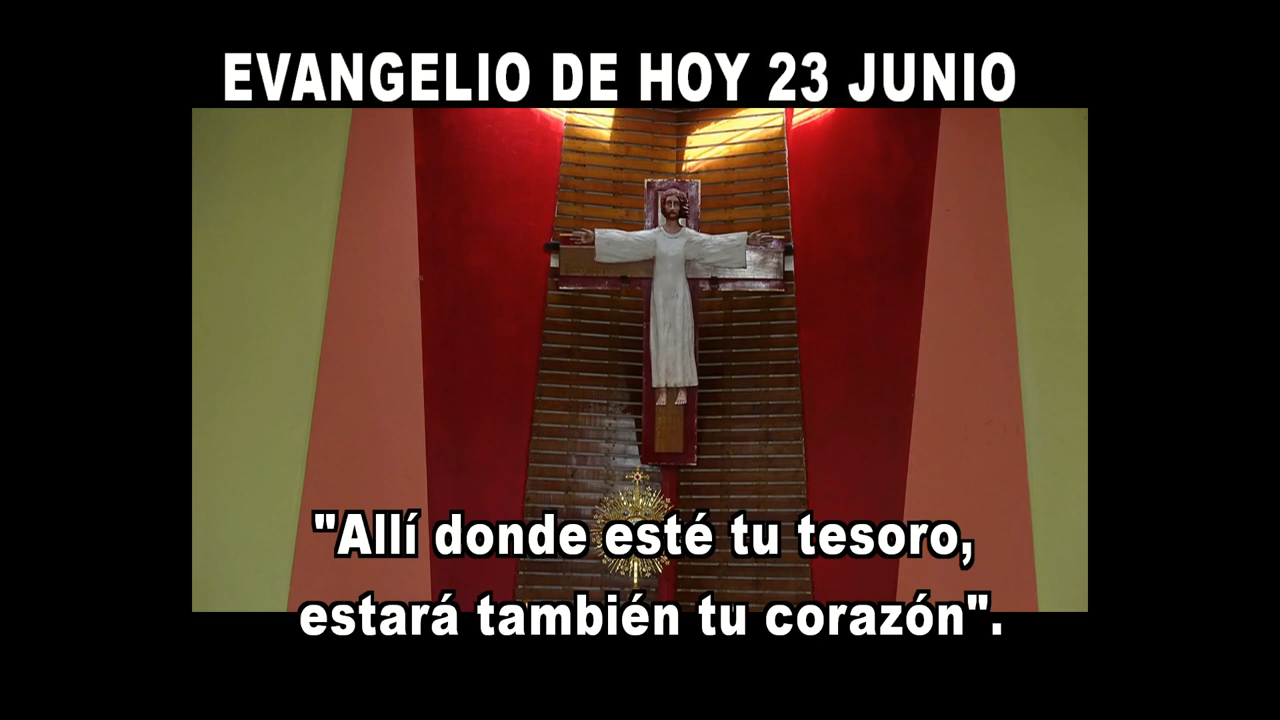 EVANGELIO DE HOY 23 JUNIO
"Allí donde esté tu tesoro,
estará también tu corazón".